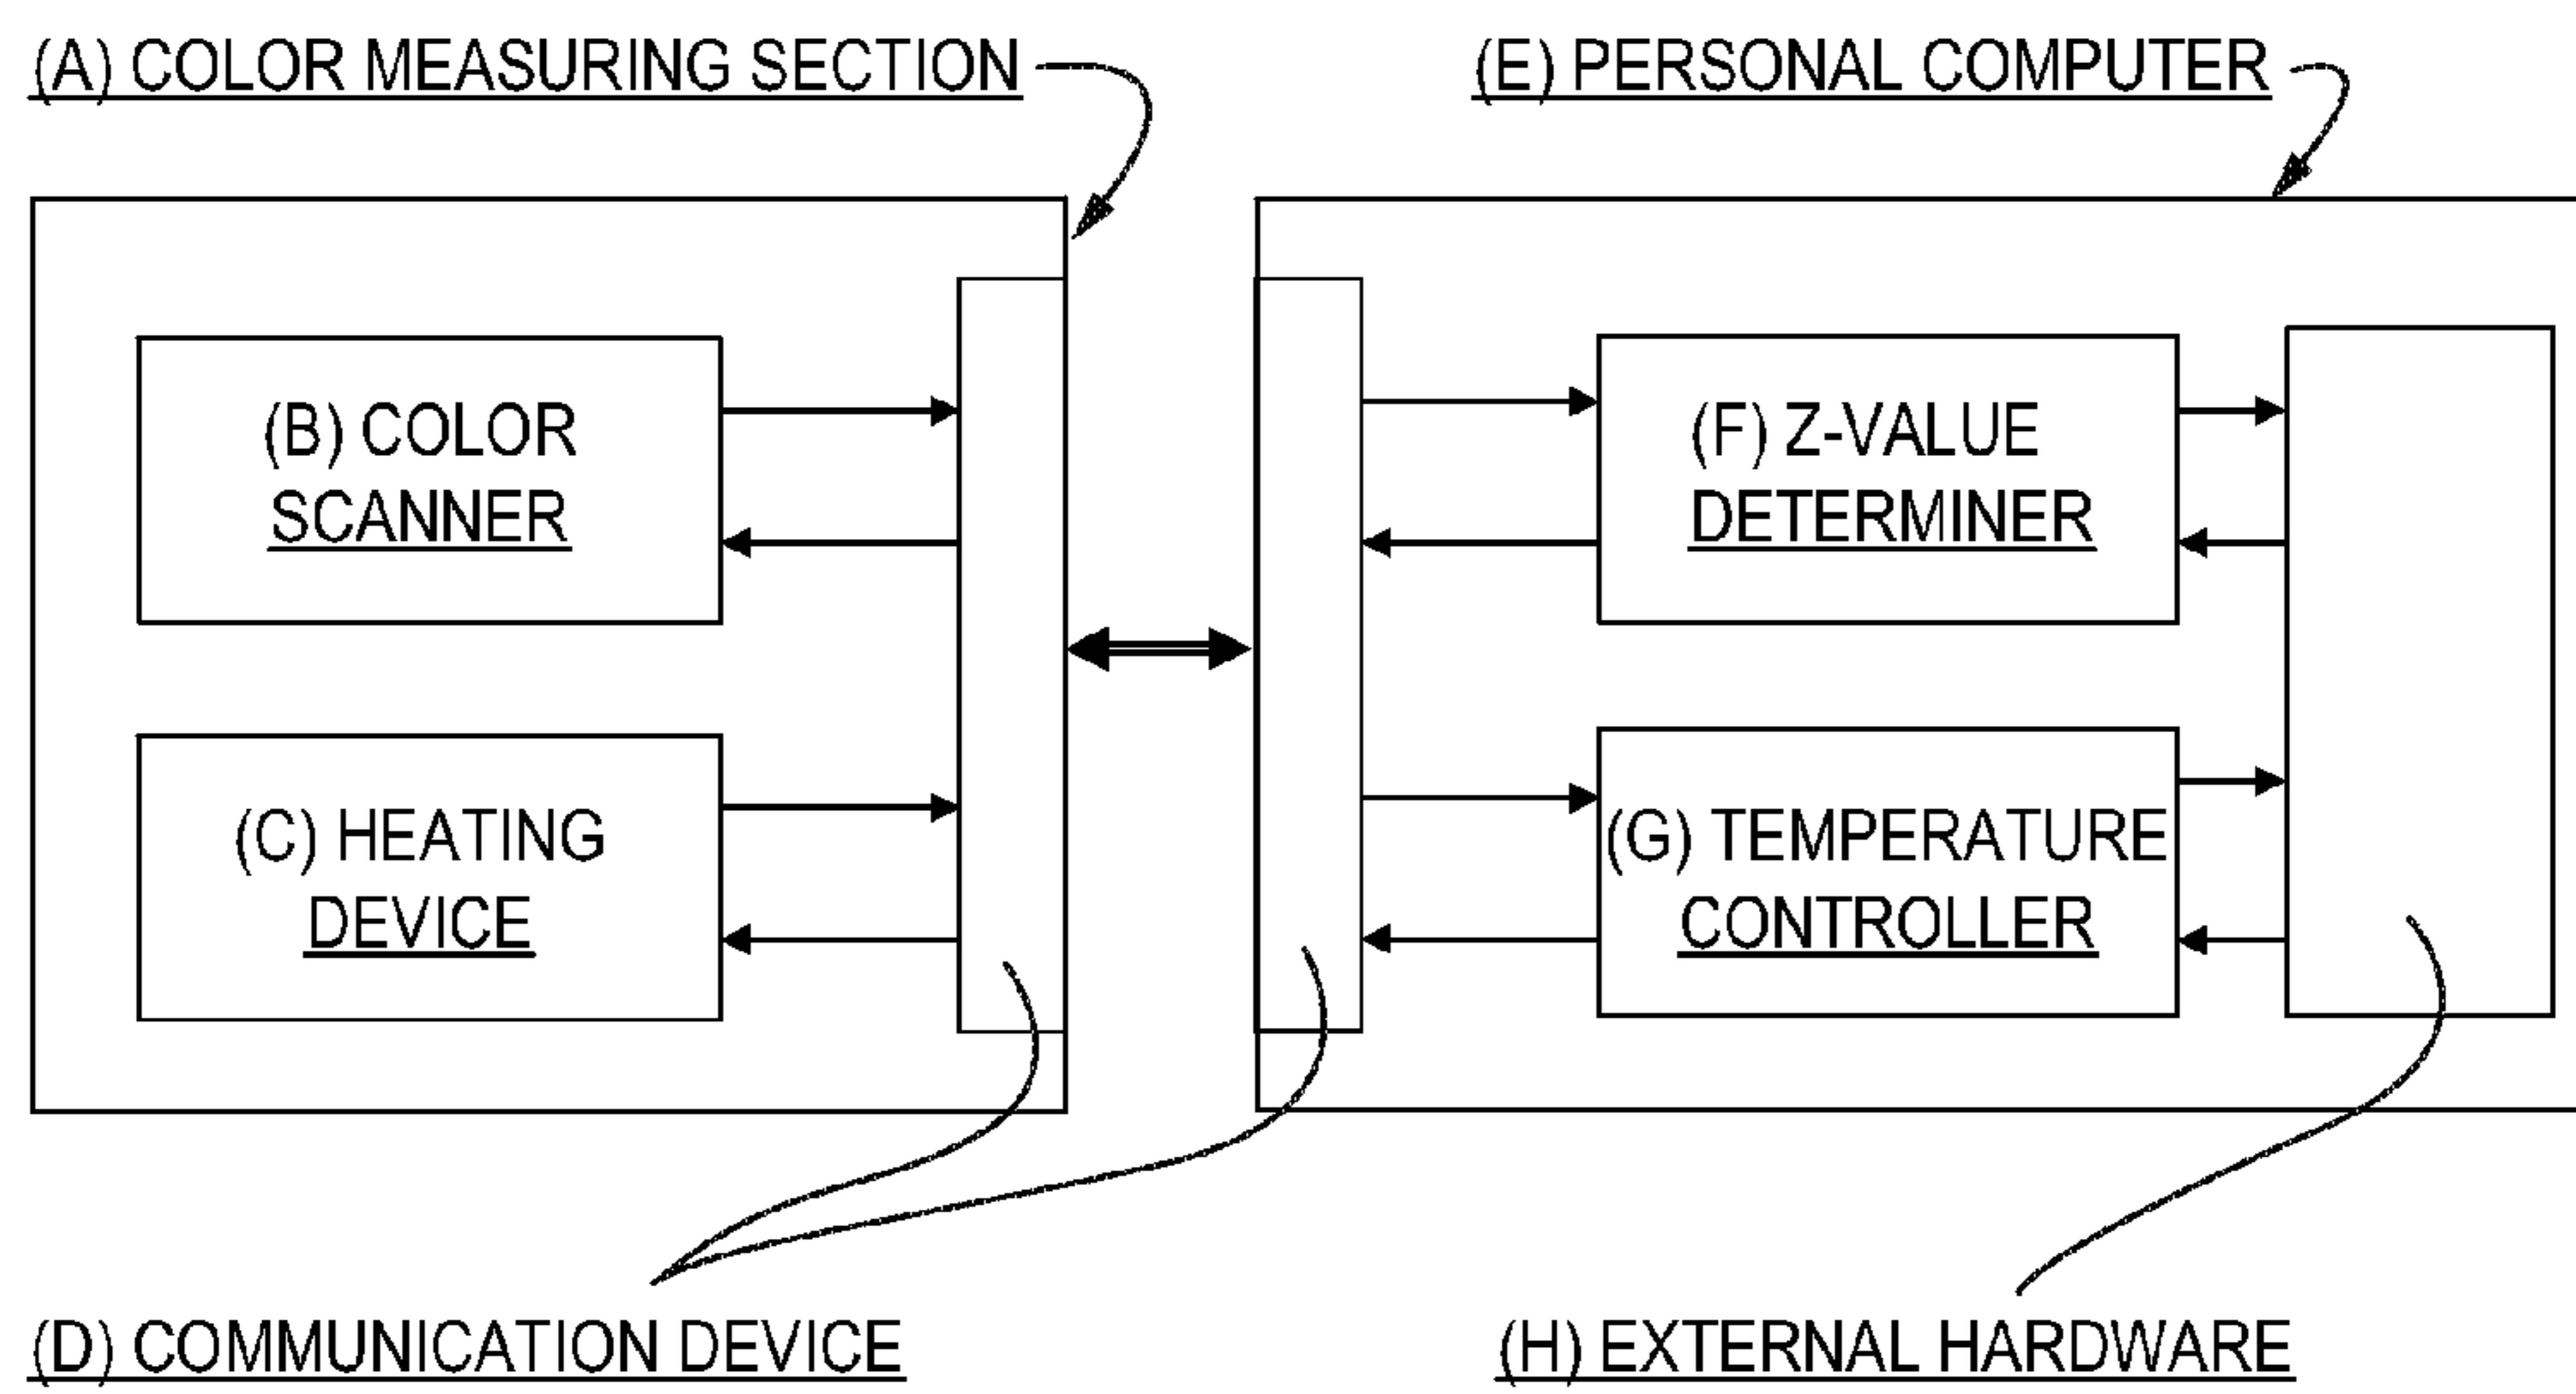 (A) COLOR MEASURING SECTION
(E) PERSONAL COMPUTER
(B) COLOR
SCANNER
(F) Z-VALUE
DETERMINER
(C) HEATING
DEVICE
(G) TEMPERATURE
CONTROLLER
(D) COMMUNICATION DEVICE
(H) EXTERNAL HARDWARE